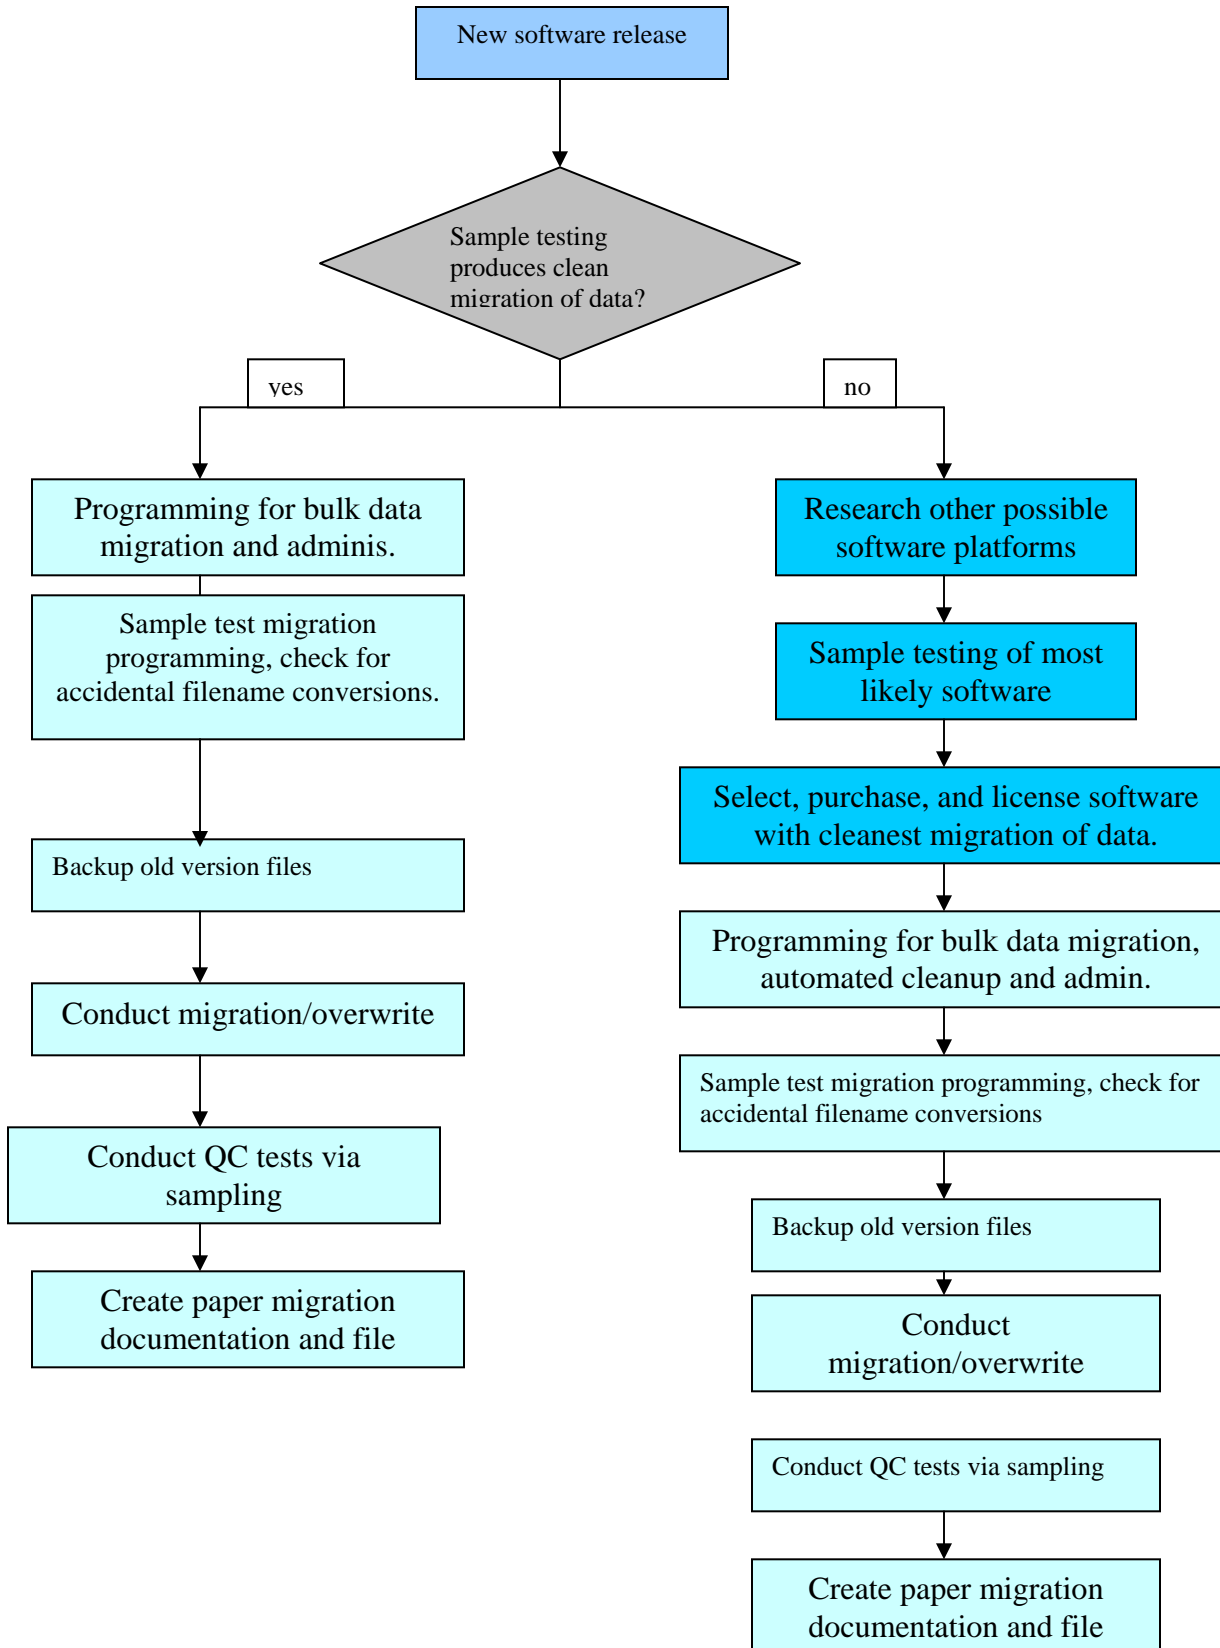 New software release
Sample testing
produces clean
migration of data?
yes
no
Programming for bulk data
migration and adminis.
Sample test migration
programming, check for
accidental filename conversions.
Backup old version files
Conduct migration/overwrite
Conduct QC tests via
sampling
Create paper migration
documentation and file
Research other possible
software platforms
Sample testing of most
likely software
Select, purchase, and license software
with cleanest migration of data.
Programming for bulk data migration,
automated cleanup and admin.
Sample test migration programming, check for
accidental filename conversions
Backup old version files
Conduct
migration/overwrite
Conduct QC tests via sampling
Create paper migration
documentation and file